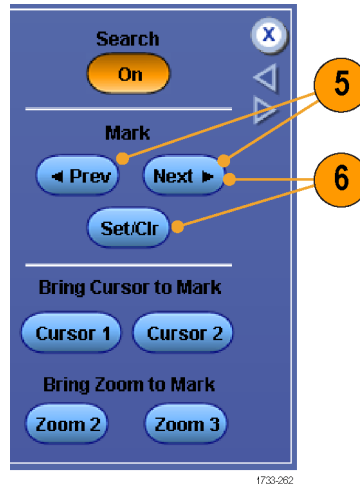 Search
X
On
5
Mark
◄ Prev
Next ►
6
Set/Clr
Bring Cursor to Mark
Cursor 1
Cursor 2
Bring Zoom to Mark
Zoom 2
Zoom 3
1733-262